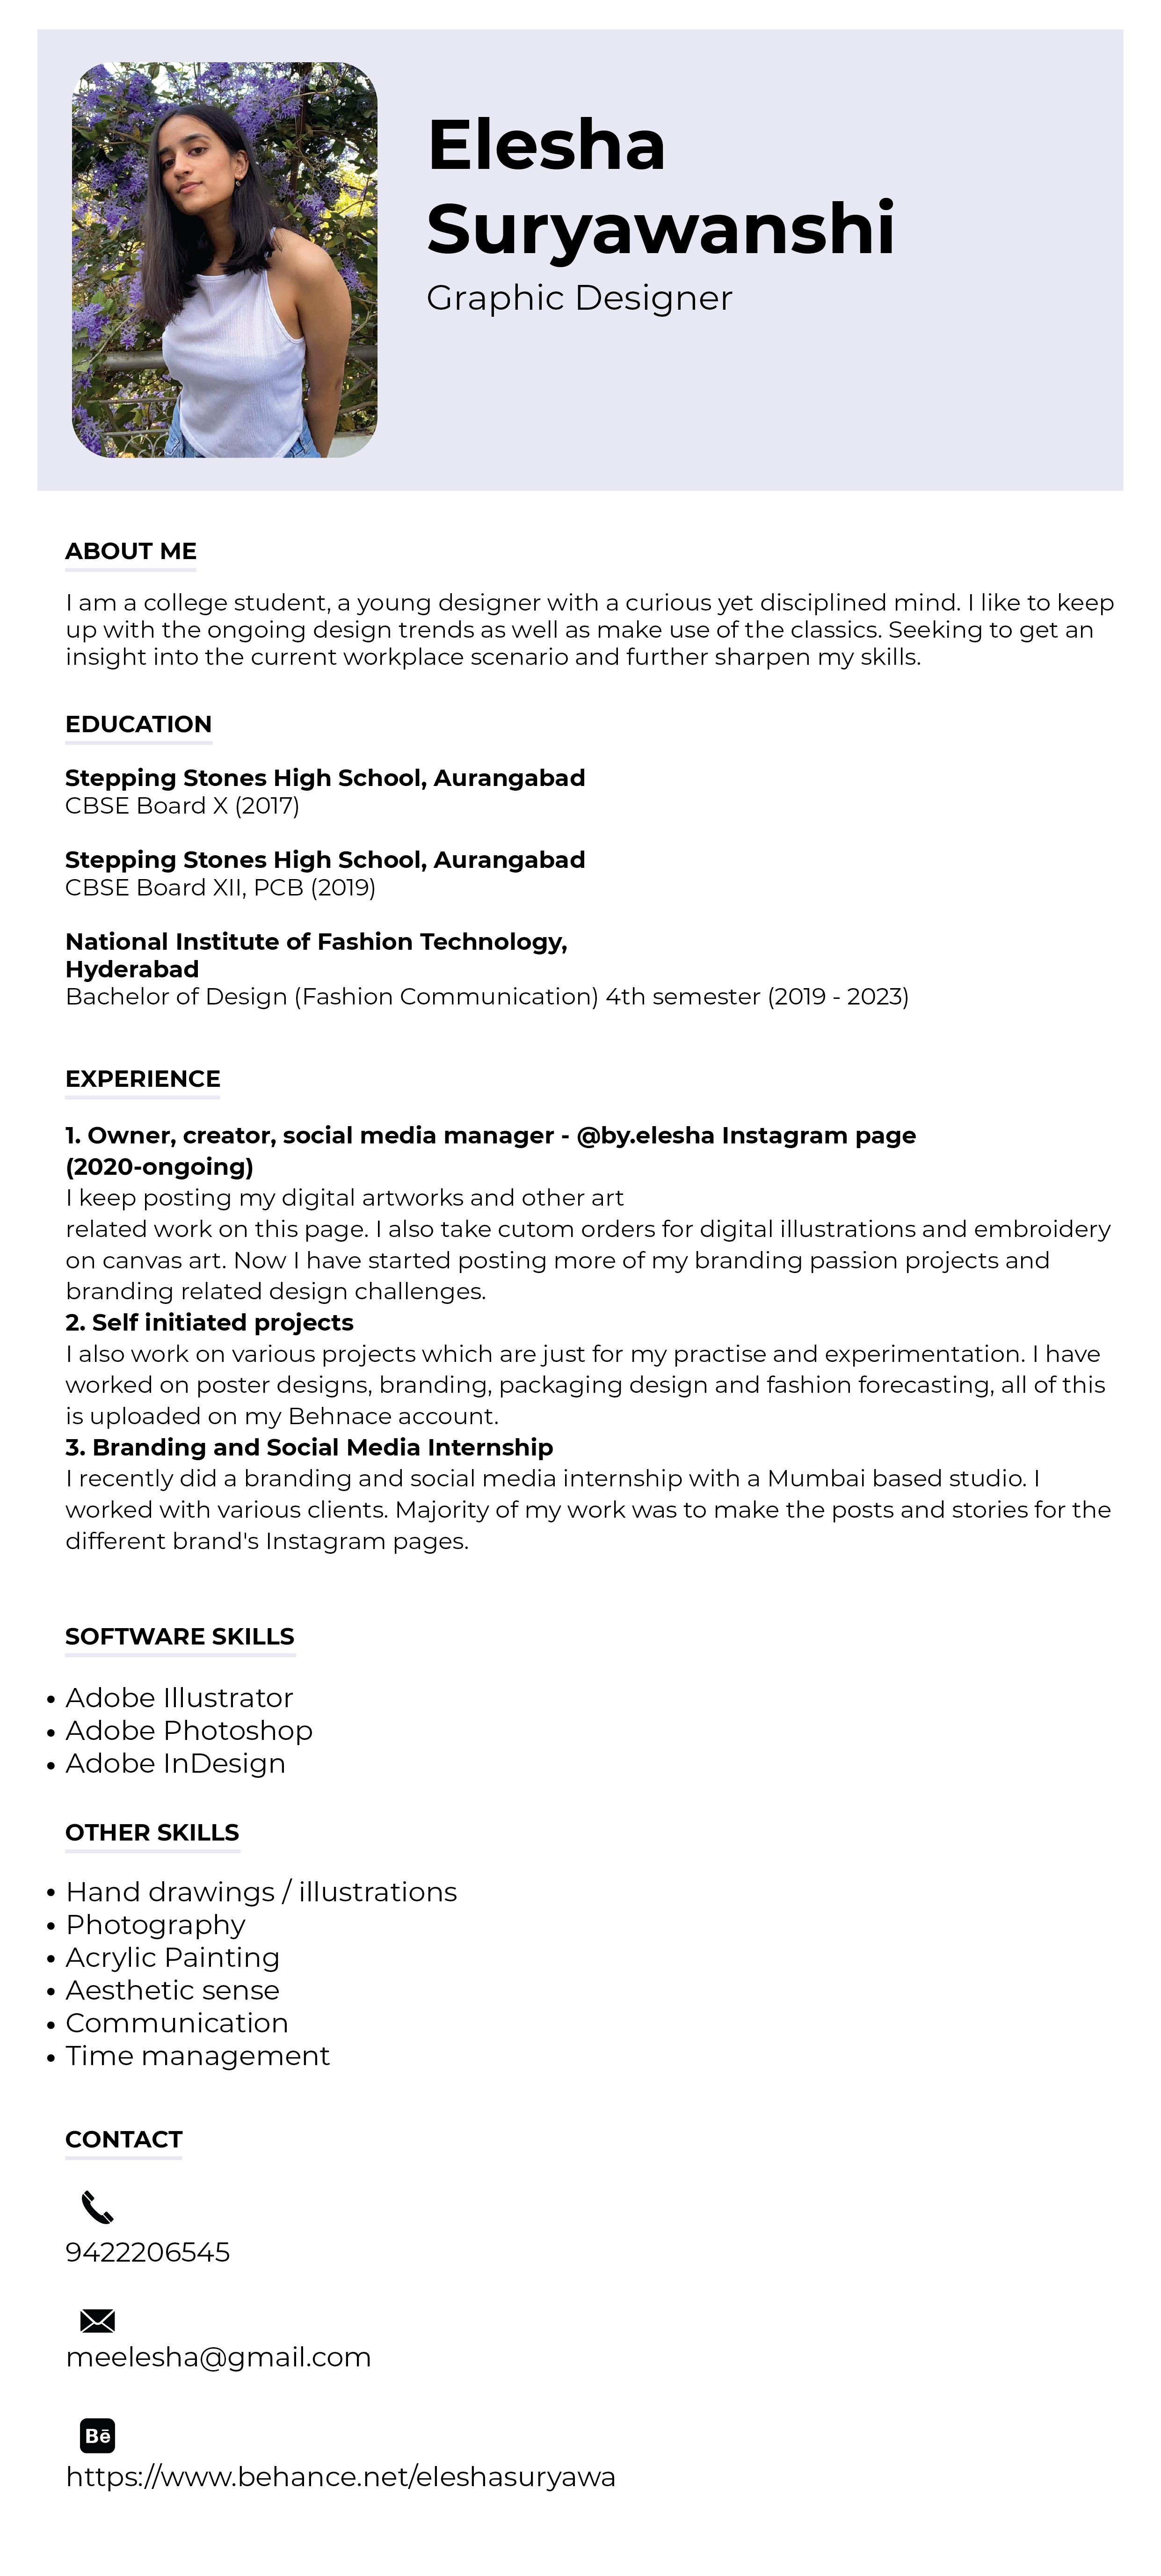 Elesha
Suryawanshi
Graphic Designer
ABOUT ME
I am a college student, a young designer with a curious yet disciplined mind. I like to keep
up with the ongoing design trends as well as make use of the classics. Seeking to get an
insight into the current workplace scenario and further sharpen my skills.
EDUCATION
Stepping Stones High School, Aurangabad
CBSE Board X (2017)
Stepping Stones High School, Aurangabad
CBSE Board XII, PCB (2019)
National Institute of Fashion Technology,
Hyderabad
Bachelor of Design (Fashion Communication) 4th semester (2019 - 2023)
EXPERIENCE
1. Owner, creator, social media manager - @by.elesha Instagram page
(2020-ongoing)
I keep posting my digital artworks and other art
related work on this page. I also take cutom orders for digital illustrations and embroidery
on canvas art. Now I have started posting more of my branding passion projects and
branding related design challenges.
2. Self initiated projects
I also work on various projects which are just for my practise and experimentation. I have
worked on poster designs, branding, packaging design and fashion forecasting, all of this
is uploaded on my Behnace account.
3. Branding and Social Media Internship
I recently did a branding and social media internship with a Mumbai based studio. I
worked with various clients. Majority of my work was to make the posts and stories for the
different brand's Instagram pages.
SOFTWARE SKILLS
• Adobe Illustrator
• Adobe Photoshop
• Adobe InDesign
OTHER SKILLS
• Hand drawings / illustrations
• Photography
• Acrylic Painting
• Aesthetic sense
• Communication
• Time management
CONTACT
9422206545
meelesha@gmail.com
Bē
https://www.behance.net/eleshasuryawa